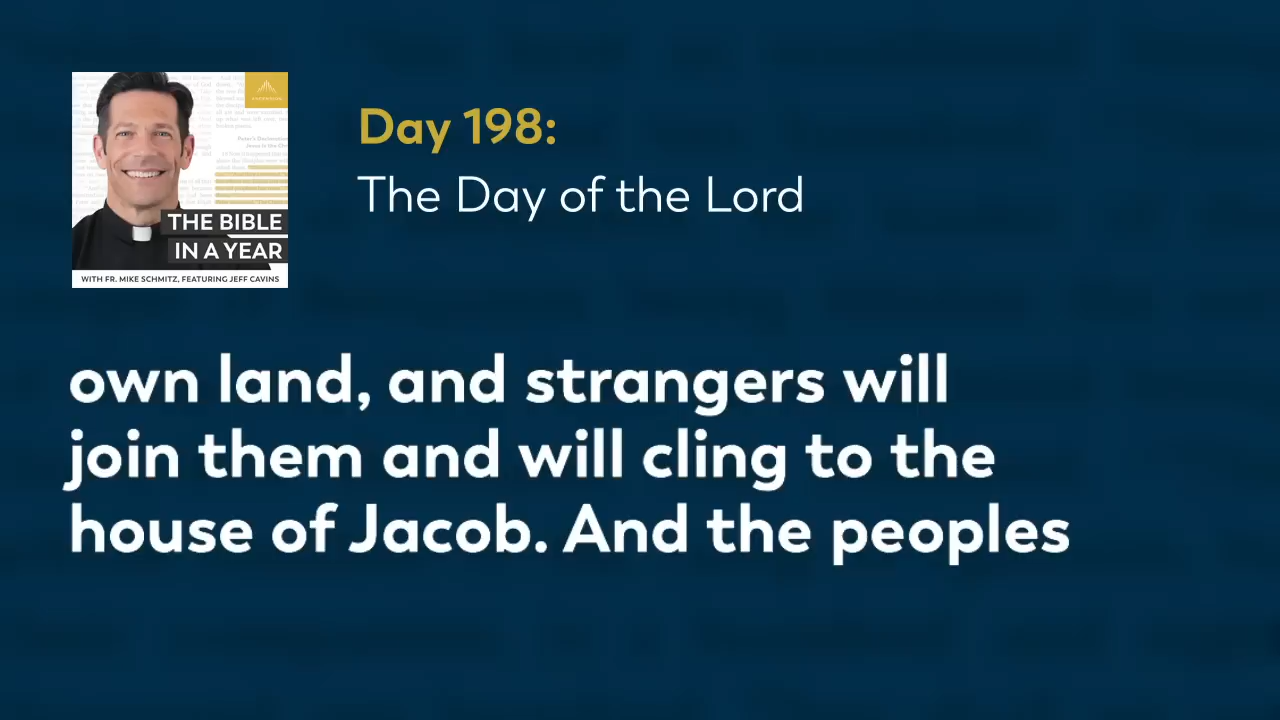 Day 198:
The Day of the Lord
THE BIBLE
IN A YEAR
WITH FR. MIKE SCHMITZ, FEATURING JEFF CAVINS
own land, and strangers will
join them and will cling to the
house of Jacob. And the peoples